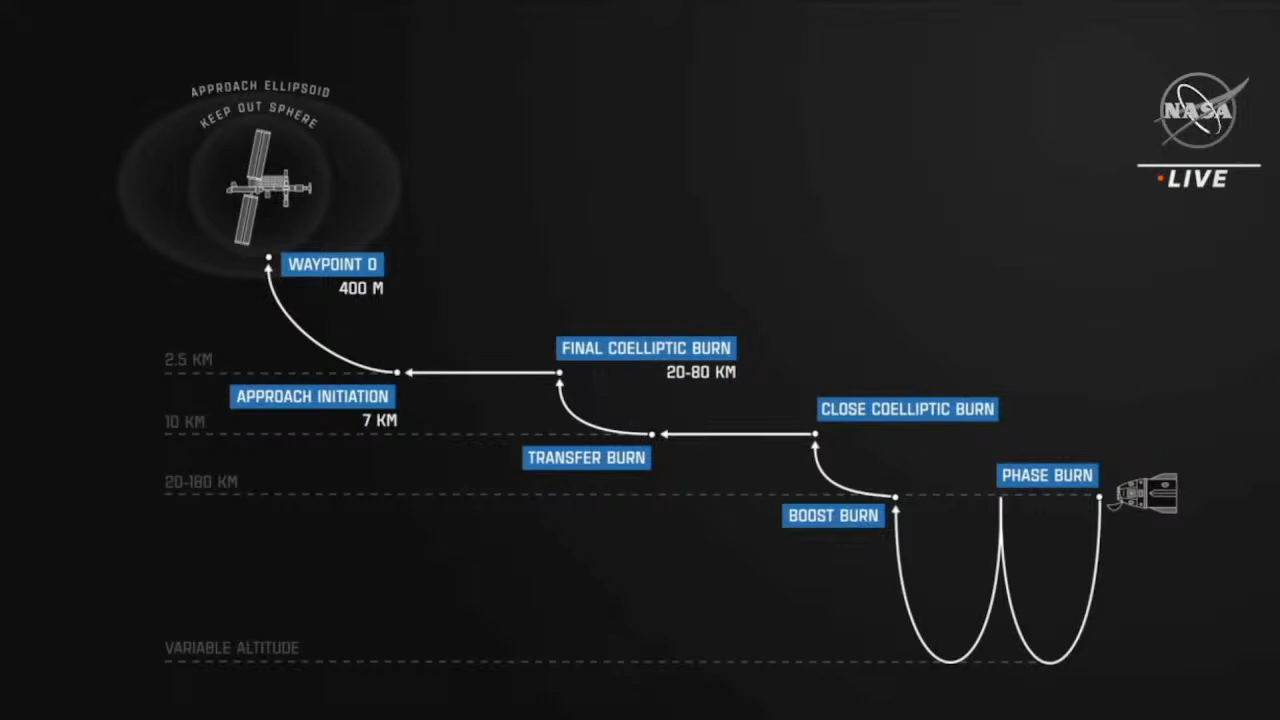 APPROACH ELLIPSOID
KEEP OUT SPHERE
NASA
LIVE
WAYPOINT 0
400 M
2.5 KM
FINAL COELLIPTIC BURN
20-80 KM
APPROACH INITIATION
7 KM
10 KM
CLOSE COELLIPTIC BURN
TRANSFER BURN
20-180 KM
PHASE BURN
BOOST BURN
VARIABLE ALTITUDE